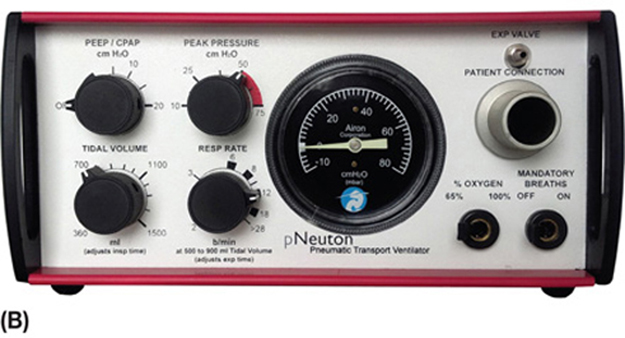 EXP VALVE
PEEP / CPAP
cm H₂O
PEAK PRESSURE
cm H₂O
PATIENT CONNECTION
0 10 20
10 25 50 75
-10 0 20 40 60 80
Airon
Corporation
cmH₂O
(mbar)
TIDAL VOLUME
RESP RATE
360 700 1100 1500
2 6 8 12 18 >28
ml
(adjusts insp time)
b/min
at 500 to 900 ml Tidal Volume
(adjusts exp time)
% OXYGEN
65% 100%
MANDATORY
BREATHS
OFF ON
pNeuton
Pneumatic Transport Ventilator
(B)